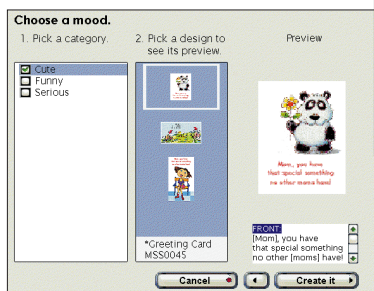 Choose a mood.
1. Pick a category.
2. Pick a design to
see its preview.
Preview
Cute
Funny
Serious
Mom, you have
that special something
no other moms have!
*Greeting Card
MSS0045
FRONT:
[Mom], you have
that special something
no other [moms] have!
Cancel
Create it